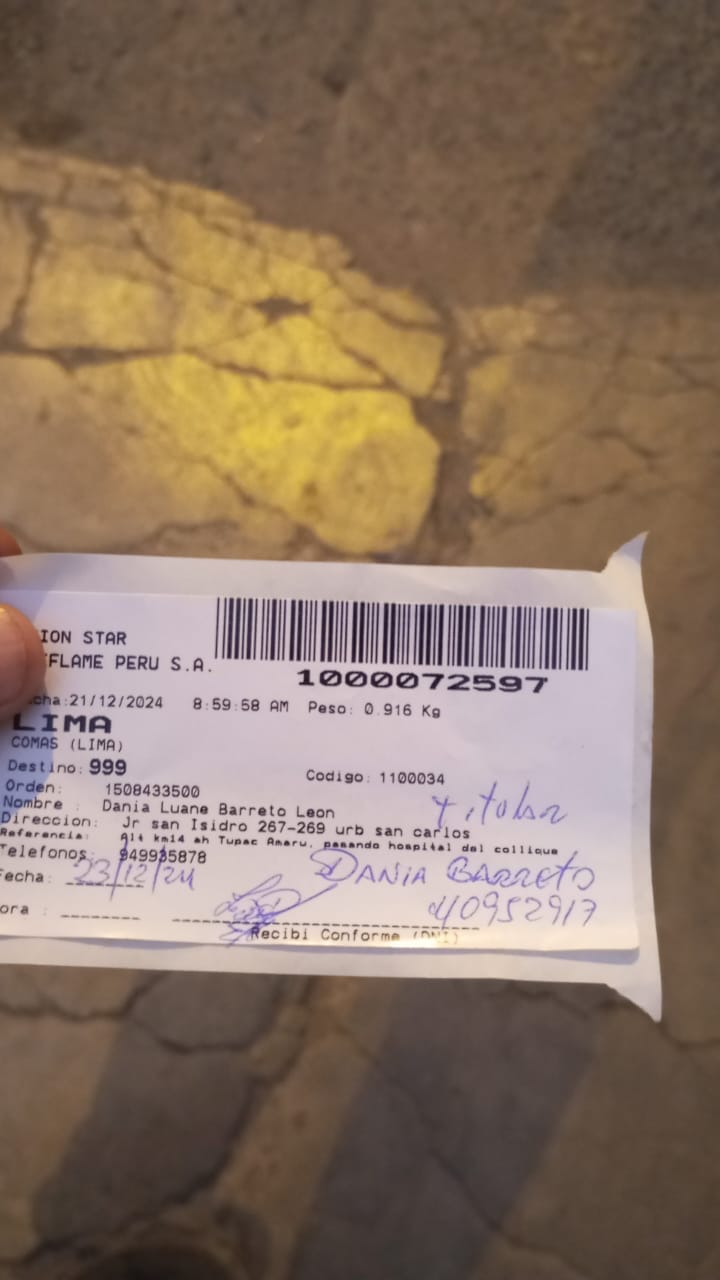 ION STAR
FLAME PERU S.A.
1000072597
cha:21/12/2024 8:59:58 AM Peso: 0.916 Kg
LIMA
COMAS (LIMA)
Destino: 999
Codigo: 1100034
Orden: 1508433500
Nombre : Dania Luane Barreto Leon
titular
Direccion: Jr san Isidro 267-269 urb san carlos
Referencia: Alt km14 ah Tupac Amaru, pasando hospital del collique
Telefonos: 949935878
Fecha: 23/12/24
DANIA BARRETO
40952917
ora :
Recibi Conforme (DNI)